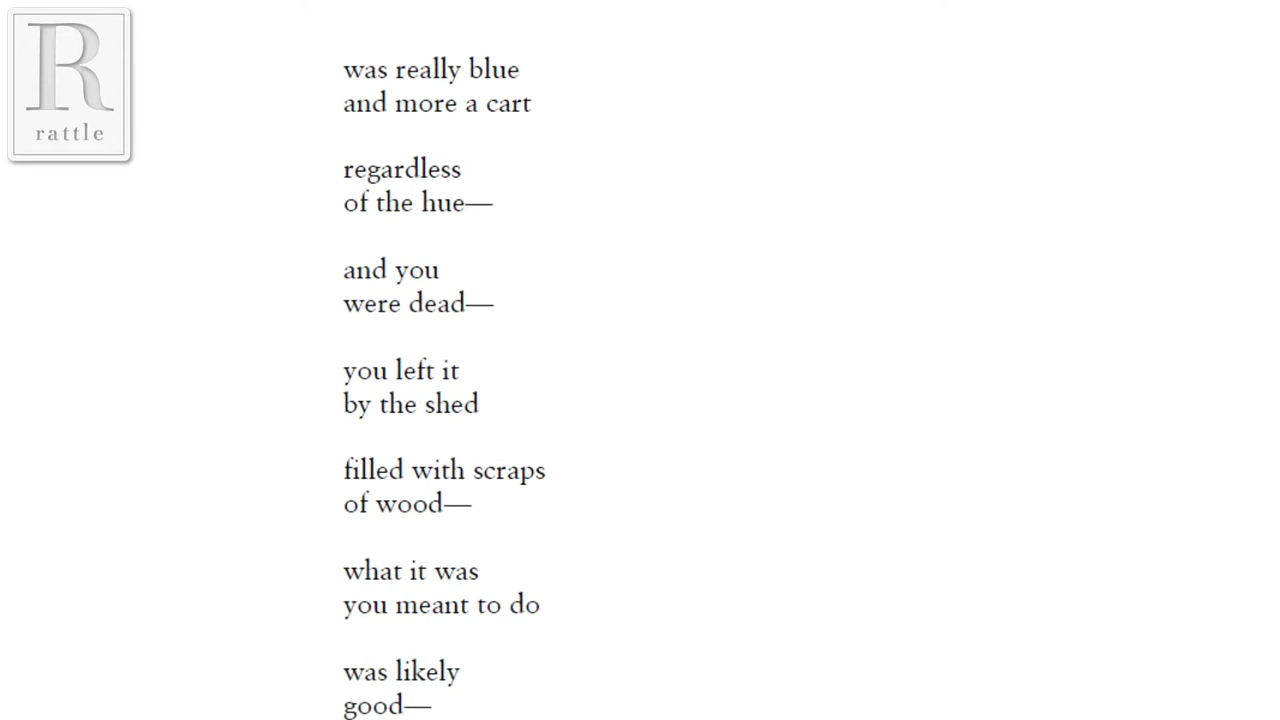 R
rattle
was really blue
and more a cart
regardless
of the hue—
and you
were dead—
you left it
by the shed
filled with scraps
of wood—
what it was
you meant to do
was likely
good—